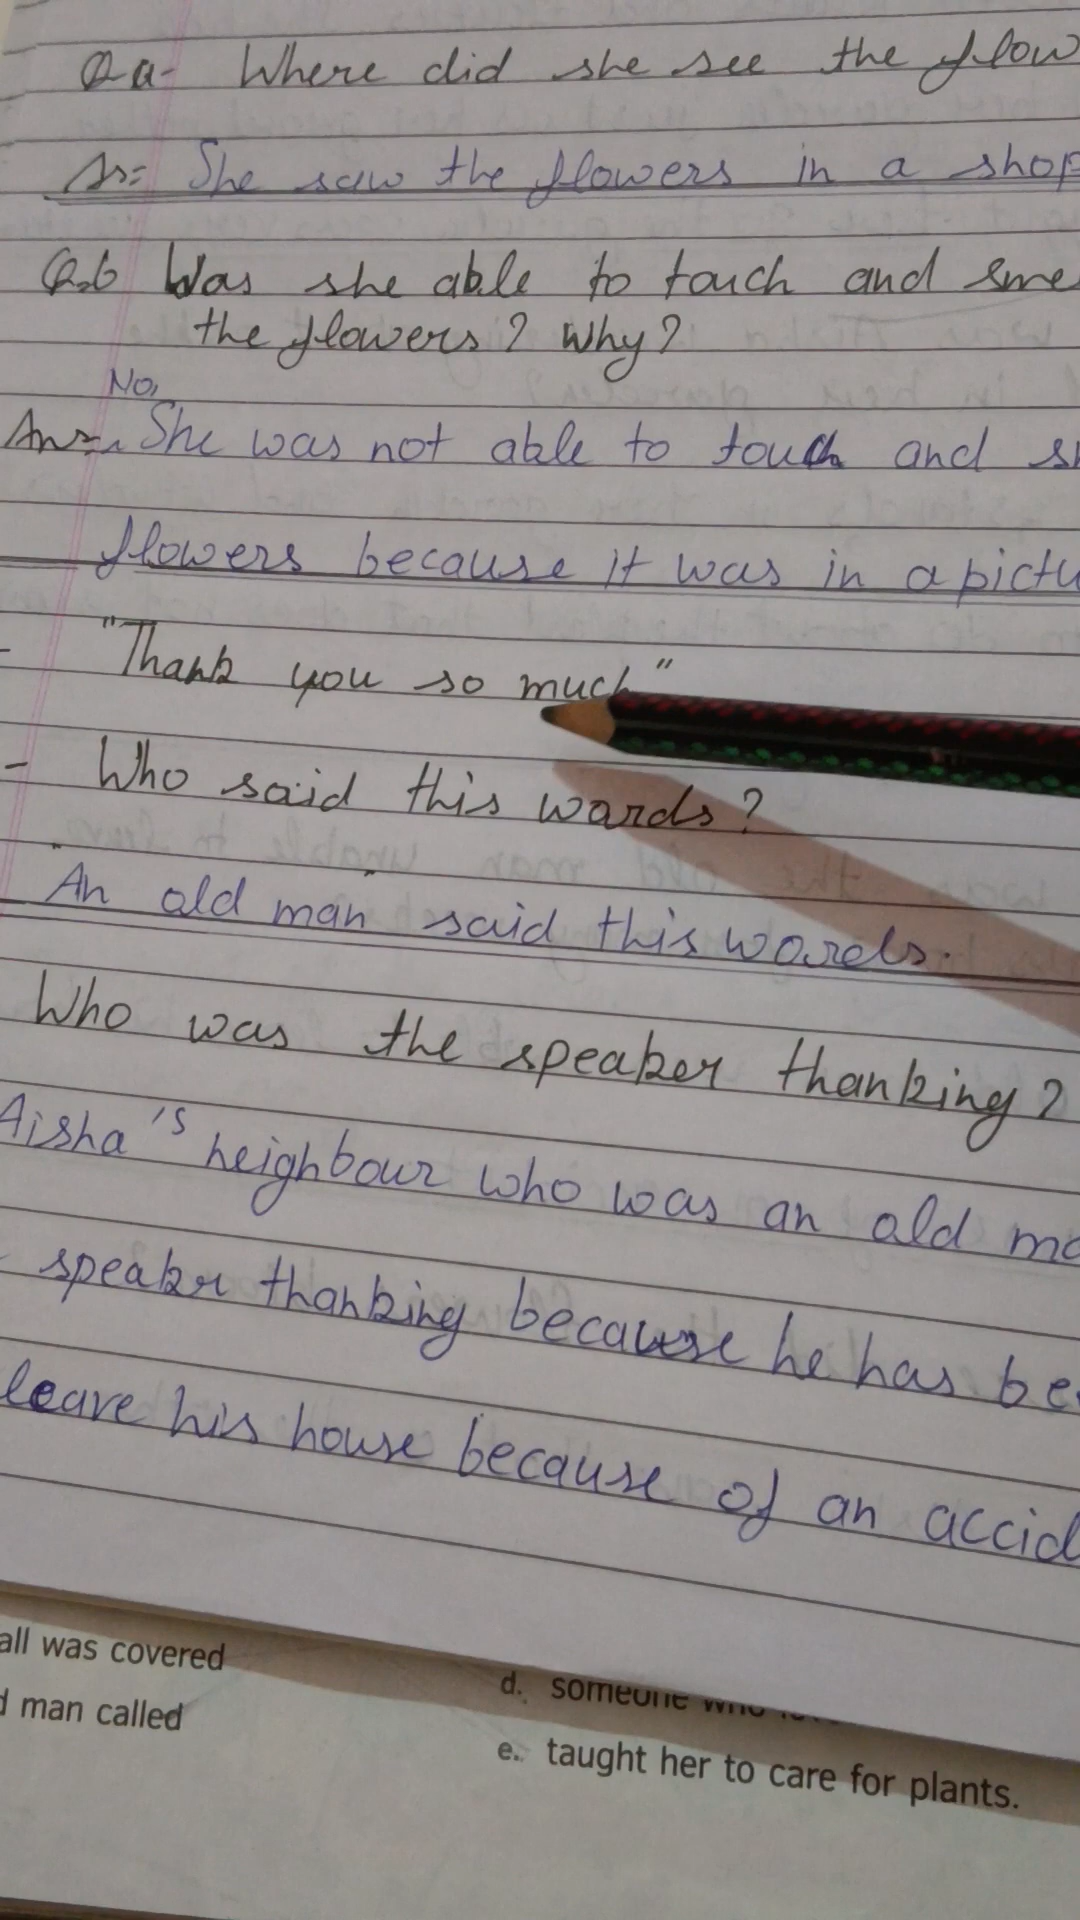 Q-a- Where did she see the flow
As= She saw the flowers in a shop
Q.b Was she able to touch and sme
the flowers? Why?
No,
Ans=. She was not able to touch and s
flowers because it was in a pictu
- "Thank you so much"
- Who said this wards?
An old man said this words.
Who was the speaker thanking?
Aisha's neighbour who was an old ma
speaker thanking because he has be
leave his house because of an accid
all was covered
d. someone who
d man called
e. taught her to care for plants.